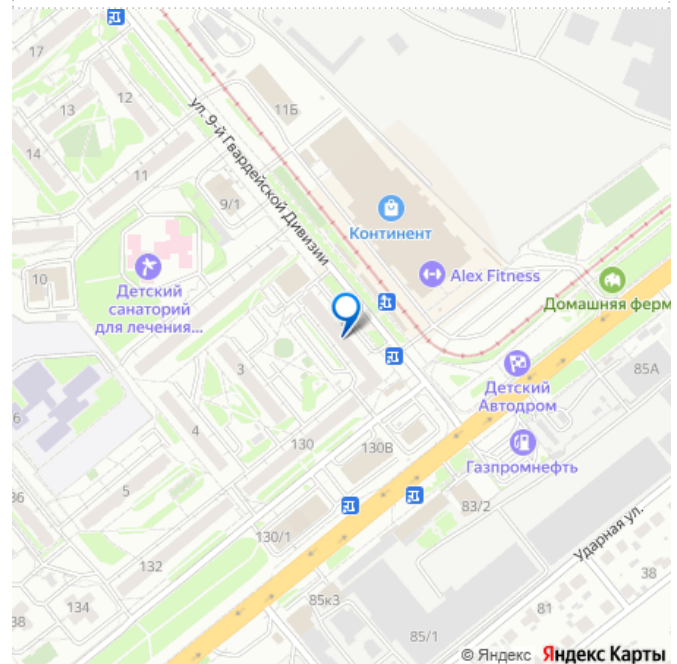 17
12
13
11Б
14
11
ул. 9-й Гвардейской Дивизии
9/1
Континент
Alex Fitness
10
Детский
санаторий
для лечения...
Домашняя ферм
3
85А
Детский
Автодром
6
4
130
130В
Газпромнефть
5
36
83/2
Ударная ул.
130/1
132
38
134
85к3
81
85/1
© Яндекс Яндекс Карты